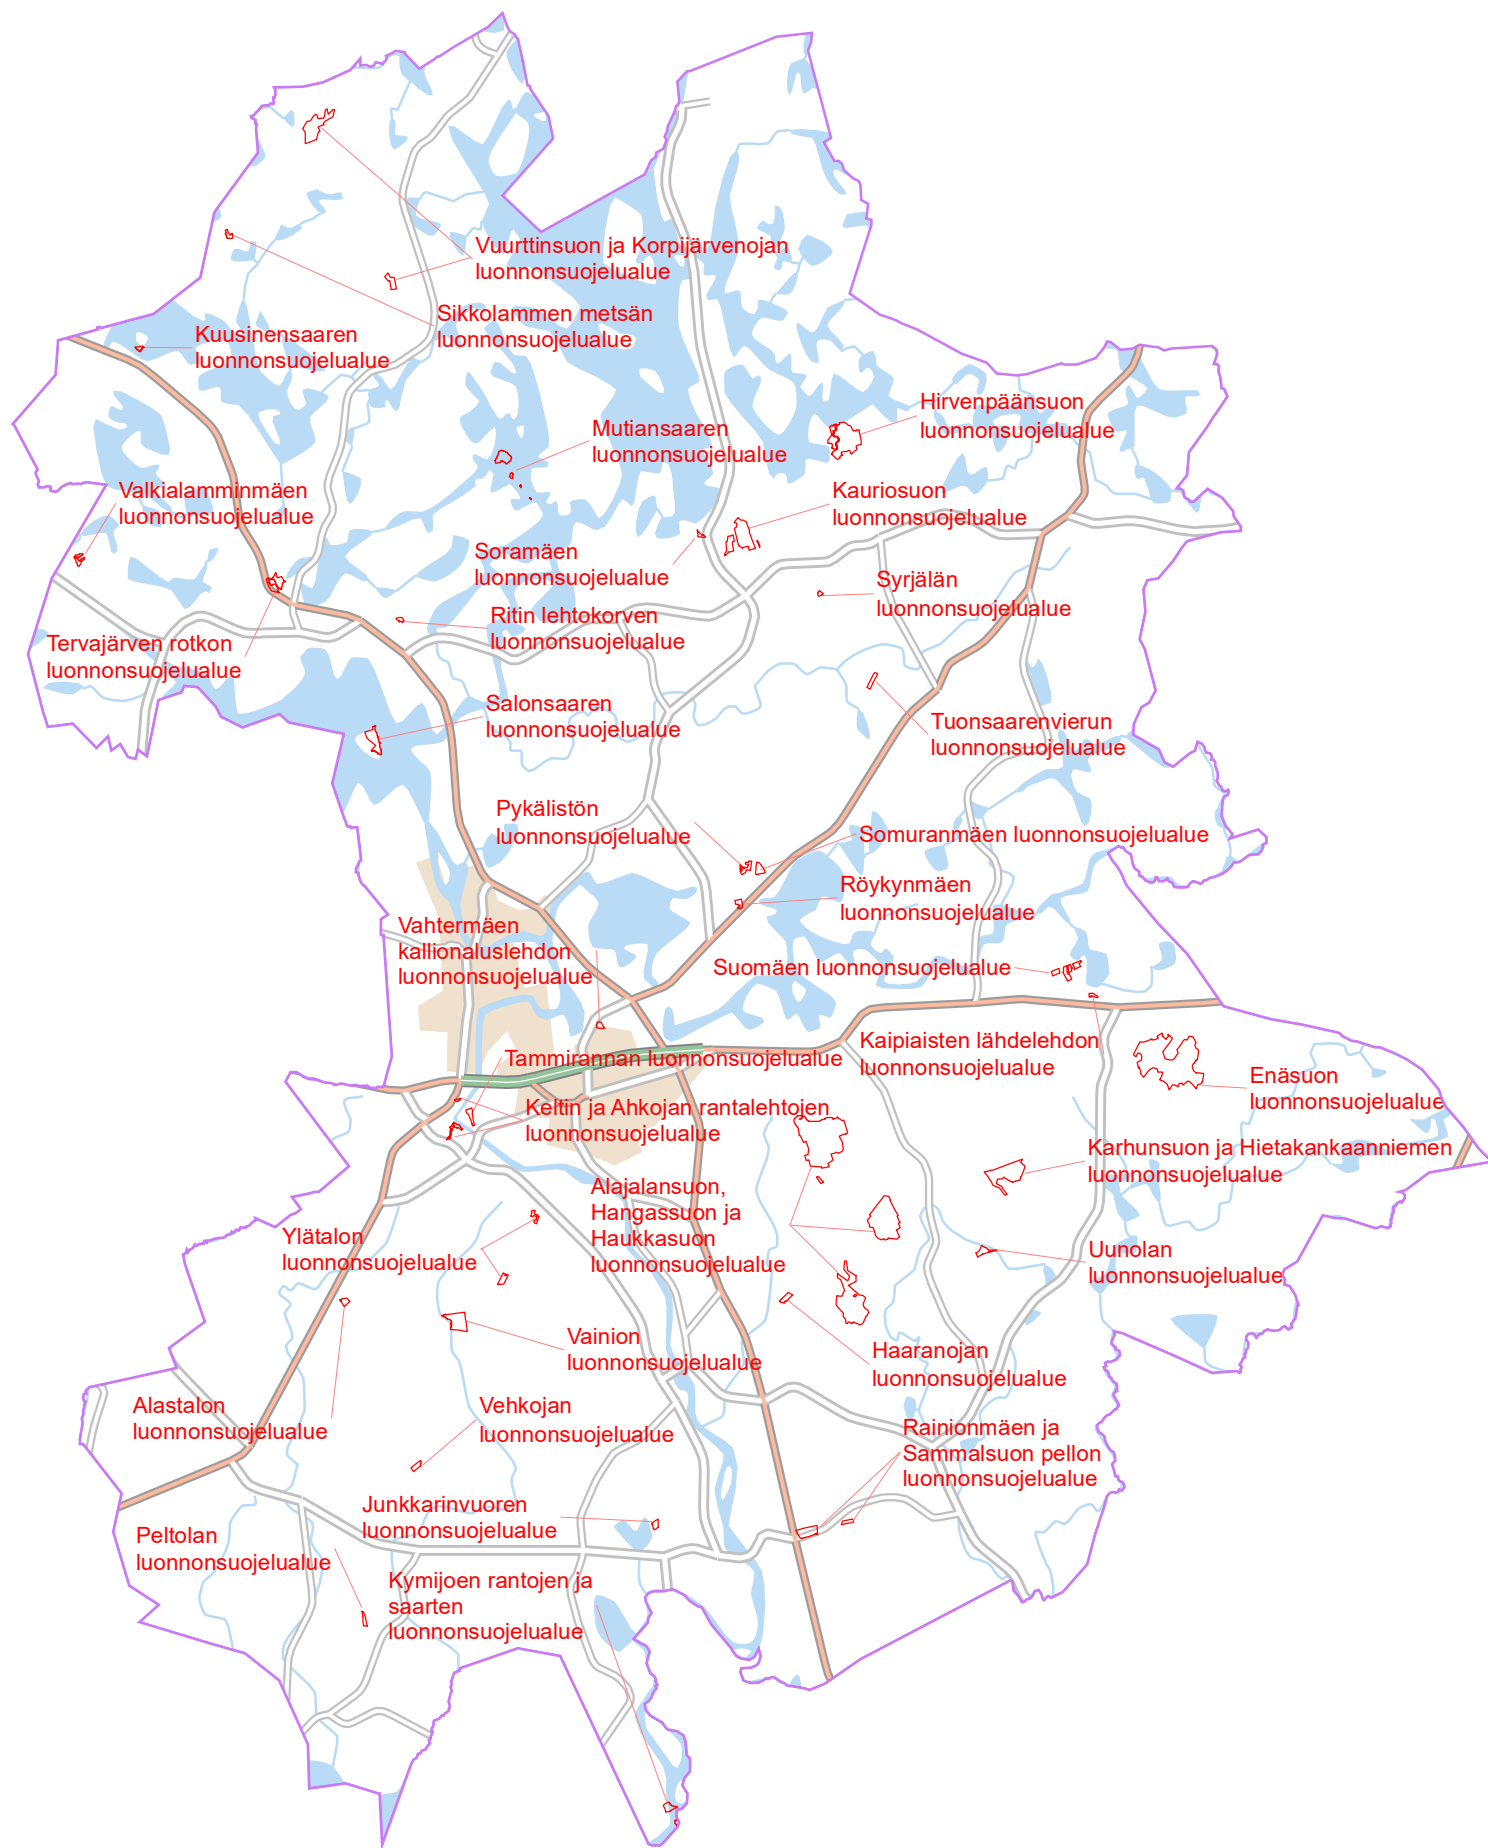 Vuurttinsuon ja Korpijärvenojan
luonnonsuojelualue
Sikkolammen metsän
luonnonsuojelualue
Kuusinensaaren
luonnonsuojelualue
Hirvenpäänsuon
luonnonsuojelualue
Mutiansaaren
luonnonsuojelualue
Valkialamminmäen
luonnonsuojelualue
Kauriosuon
luonnonsuojelualue
Soramäen
luonnonsuojelualue
Syrjälän
luonnonsuojelualue
Ritin lehtokorven
luonnonsuojelualue
Tervajärven rotkon
luonnonsuojelualue
Salonsaaren
luonnonsuojelualue
Tuonsaarenvierun
luonnonsuojelualue
Pykälistön
luonnonsuojelualue
Somuranmäen luonnonsuojelualue
Röykynmäen
luonnonsuojelualue
Vahtermäen
kallionaluslehdon
luonnonsuojelualue
Suomäen luonnonsuojelualue
Kaipiaisten lähdelehdon
luonnonsuojelualue
Tammirannan luonnonsuojelualue
Enäsuon
luonnonsuojelualue
Keltin ja Ahkojan rantalehtojen
luonnonsuojelualue
Karhunsuon ja Hietakankaanniemen
luonnonsuojelualue
Alajalansuon,
Hangassuon ja
Haukkasuon
luonnonsuojelualue
Ylätalon
luonnonsuojelualue
Uunolan
luonnonsuojelualue
Vainion
luonnonsuojelualue
Haaranojan
luonnonsuojelualue
Alastalon
luonnonsuojelualue
Vehkojan
luonnonsuojelualue
Rainionmäen ja
Sammalsuon pellon
luonnonsuojelualue
Junkkarinvuoren
luonnonsuojelualue
Peltolan
luonnonsuojelualue
Kymijoen rantojen ja
saarten
luonnonsuojelualue